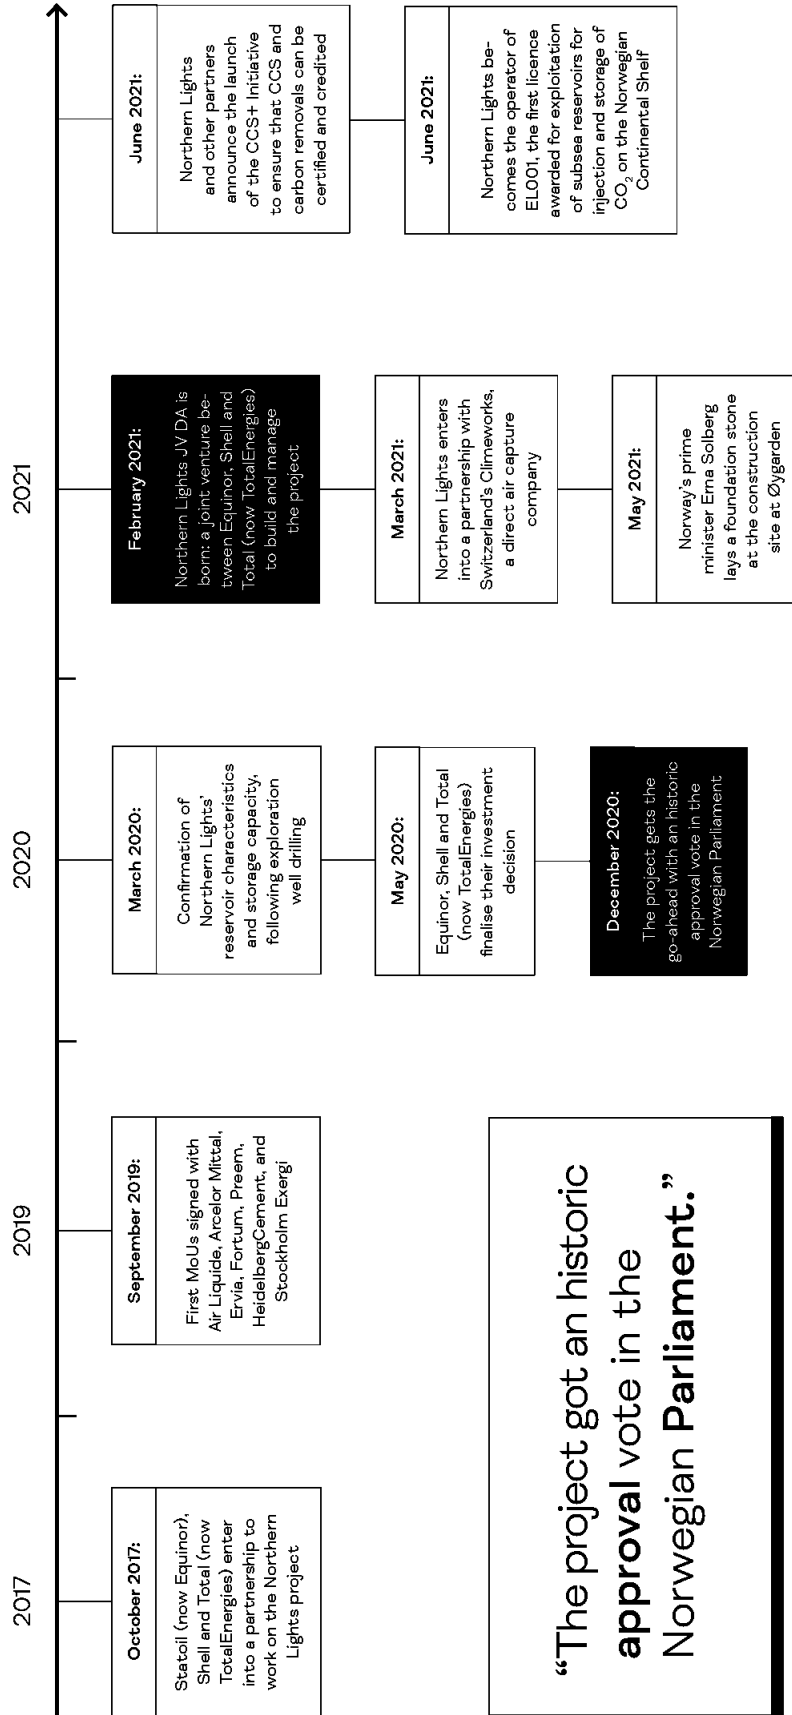 2017
2019
2020
2021
October 2017:
Statoil (now Equinor),
Shell and Total (now
TotalEnergies) enter
into a partnership to
work on the Northern
Lights project
September 2019:
First MoUs signed with
Air Liquide, Arcelor Mittal,
Ervia, Fortum, Preem,
HeidelbergCement, and
Stockholm Exergi
March 2020:
Confirmation of
Northern Lights’
reservoir characteristics
and storage capacity,
following exploration
well drilling
May 2020:
Equinor, Shell and Total
(now TotalEnergies)
finalise their investment
decision
December 2020:
The project gets the
go-ahead with an historic
approval vote in the
Norwegian Parliament
February 2021:
Northern Lights JV DA is
born: a joint venture be-
tween Equinor, Shell and
Total (now TotalEnergies)
to build and manage
the project
March 2021:
Northern Lights enters
into a partnership with
Switzerland’s Climeworks,
a direct air capture
company
May 2021:
Norway’s prime
minister Erna Solberg
lays a foundation stone
at the construction
site at Øygarden
June 2021:
Northern Lights
and other partners
announce the launch
of the CCS+ Initiative
to ensure that CCS and
carbon removals can be
certified and credited
June 2021:
Northern Lights be-
comes the operator of
EL001, the first licence
awarded for exploitation
of subsea reservoirs for
injection and storage of
CO₂ on the Norwegian
Continental Shelf
“The project got an historic
approval vote in the
Norwegian Parliament.”